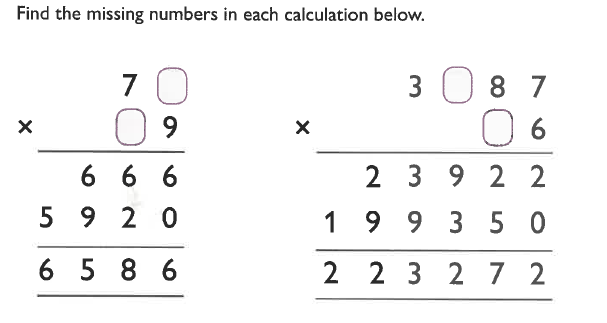 Find the missing numbers in each calculation below.
7 3 8 7
× 9 × 6
6 6 6 2 3 9 2 2
5 9 2 0 1 9 9 3 5 0
6 5 8 6 2 2 3 2 7 2